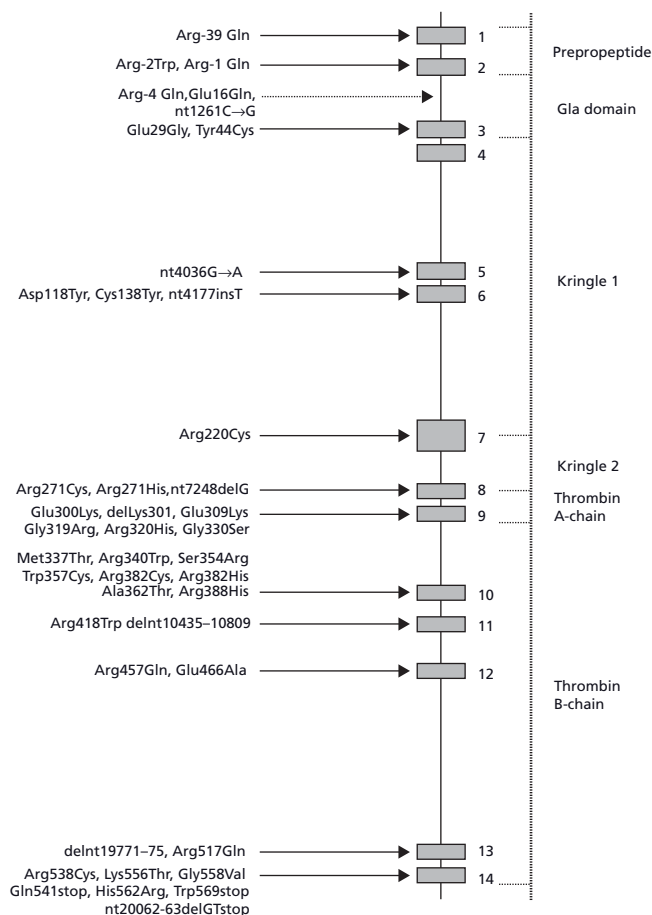 Arg-39 Gln
1
Prepropeptide
Arg-2Trp, Arg-1 Gln
2
Arg-4 Gln,Glu16Gln,
nt1261C→G
Gla domain
Glu29Gly, Tyr44Cys
3
4
nt4036G→A
5
Kringle 1
Asp118Tyr, Cys138Tyr, nt4177insT
6
Arg220Cys
7
Kringle 2
Arg271Cys, Arg271His,nt7248delG
8
Thrombin
A-chain
Glu300Lys, delLys301, Glu309Lys
Gly319Arg, Arg320His, Gly330Ser
9
Met337Thr, Arg340Trp, Ser354Arg
Trp357Cys, Arg382Cys, Arg382His
Ala362Thr, Arg388His
10
Arg418Trp delnt10435–10809
11
Arg457Gln, Glu466Ala
12
Thrombin
B-chain
delnt19771–75, Arg517Gln
13
Arg538Cys, Lys556Thr, Gly558Val
14
Gln541stop, His562Arg, Trp569stop
nt20062-63delGTstop